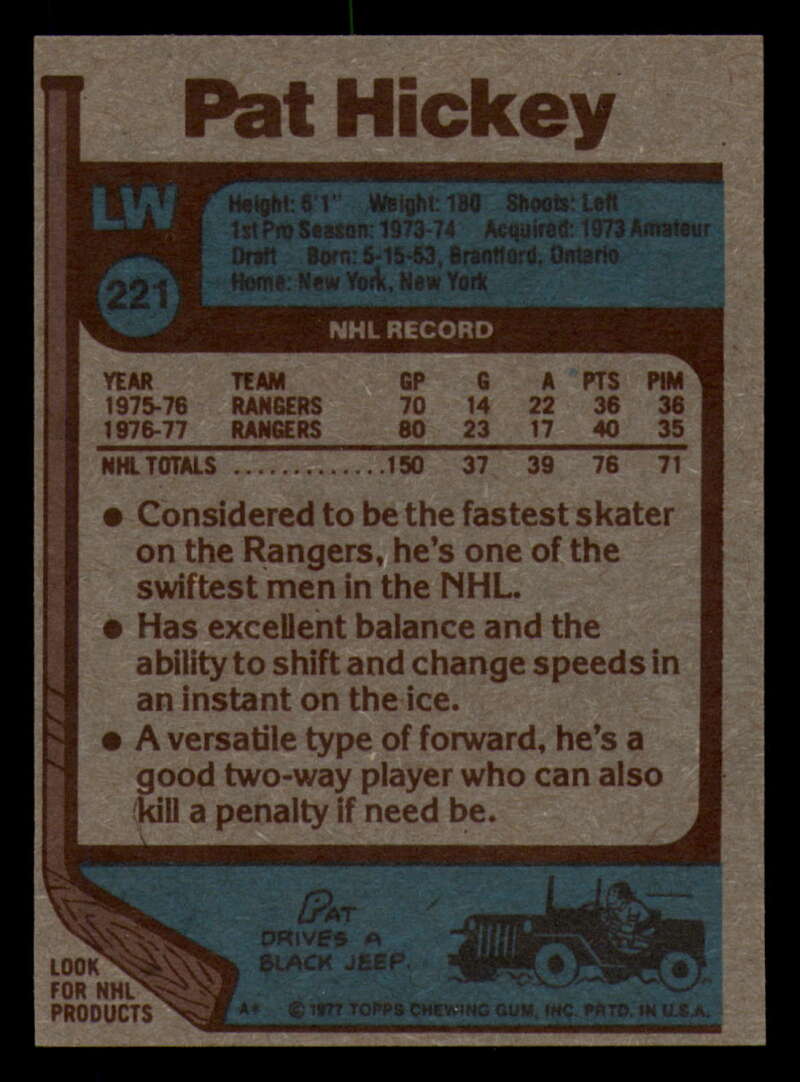 Pat Hickey
LW
221
Height: 6'1" Weight: 180 Shoots: Left
1st Pro Season: 1973-74 Acquired: 1973 Amateur
Draft Born: 5-15-53, Brantford, Ontario
Home: New York, New York
NHL RECORD
YEAR TEAM GP G A PTS PIM
1975-76 RANGERS 70 14 22 36 36
1976-77 RANGERS 80 23 17 40 35
NHL TOTALS .............150 37 39 76 71
● Considered to be the fastest skater
on the Rangers, he's one of the
swiftest men in the NHL.
● Has excellent balance and the
ability to shift and change speeds in
an instant on the ice.
● A versatile type of forward, he's a
good two-way player who can also
kill a penalty if need be.
PAT
DRIVES A
BLACK JEEP.
LOOK
FOR NHL
PRODUCTS
A* © 1977 TOPPS CHEWING GUM, INC. PRTD. IN U.S.A.